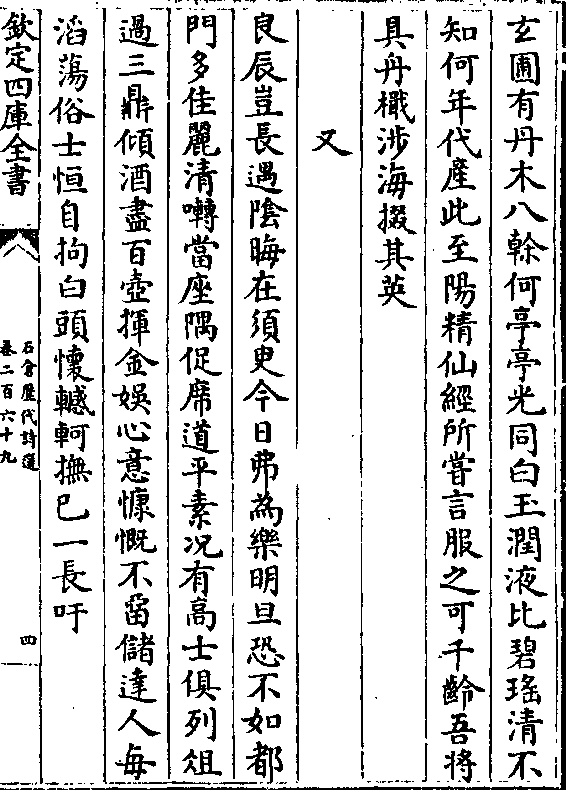 玄圃有丹木八榦何亭亭光同白玉潤液比碧瑤清不
知何年代產此至陽精仙經所嘗言服之可千齡吾將
具舟檝涉海掇其英
又
良辰豈長遇陰晦在須臾今日弗為樂明旦恐不如都
門多佳麗清囀當座隅促席道平素况有高士俱列俎
過三鼎傾酒盡百壺揮金娛心意慷慨不留儲達人每
滔蕩俗士恒自拘白頭懷轗軻撫已一長吁
欽定四庫全書
石倉歷代詩選
卷二百六十九
四